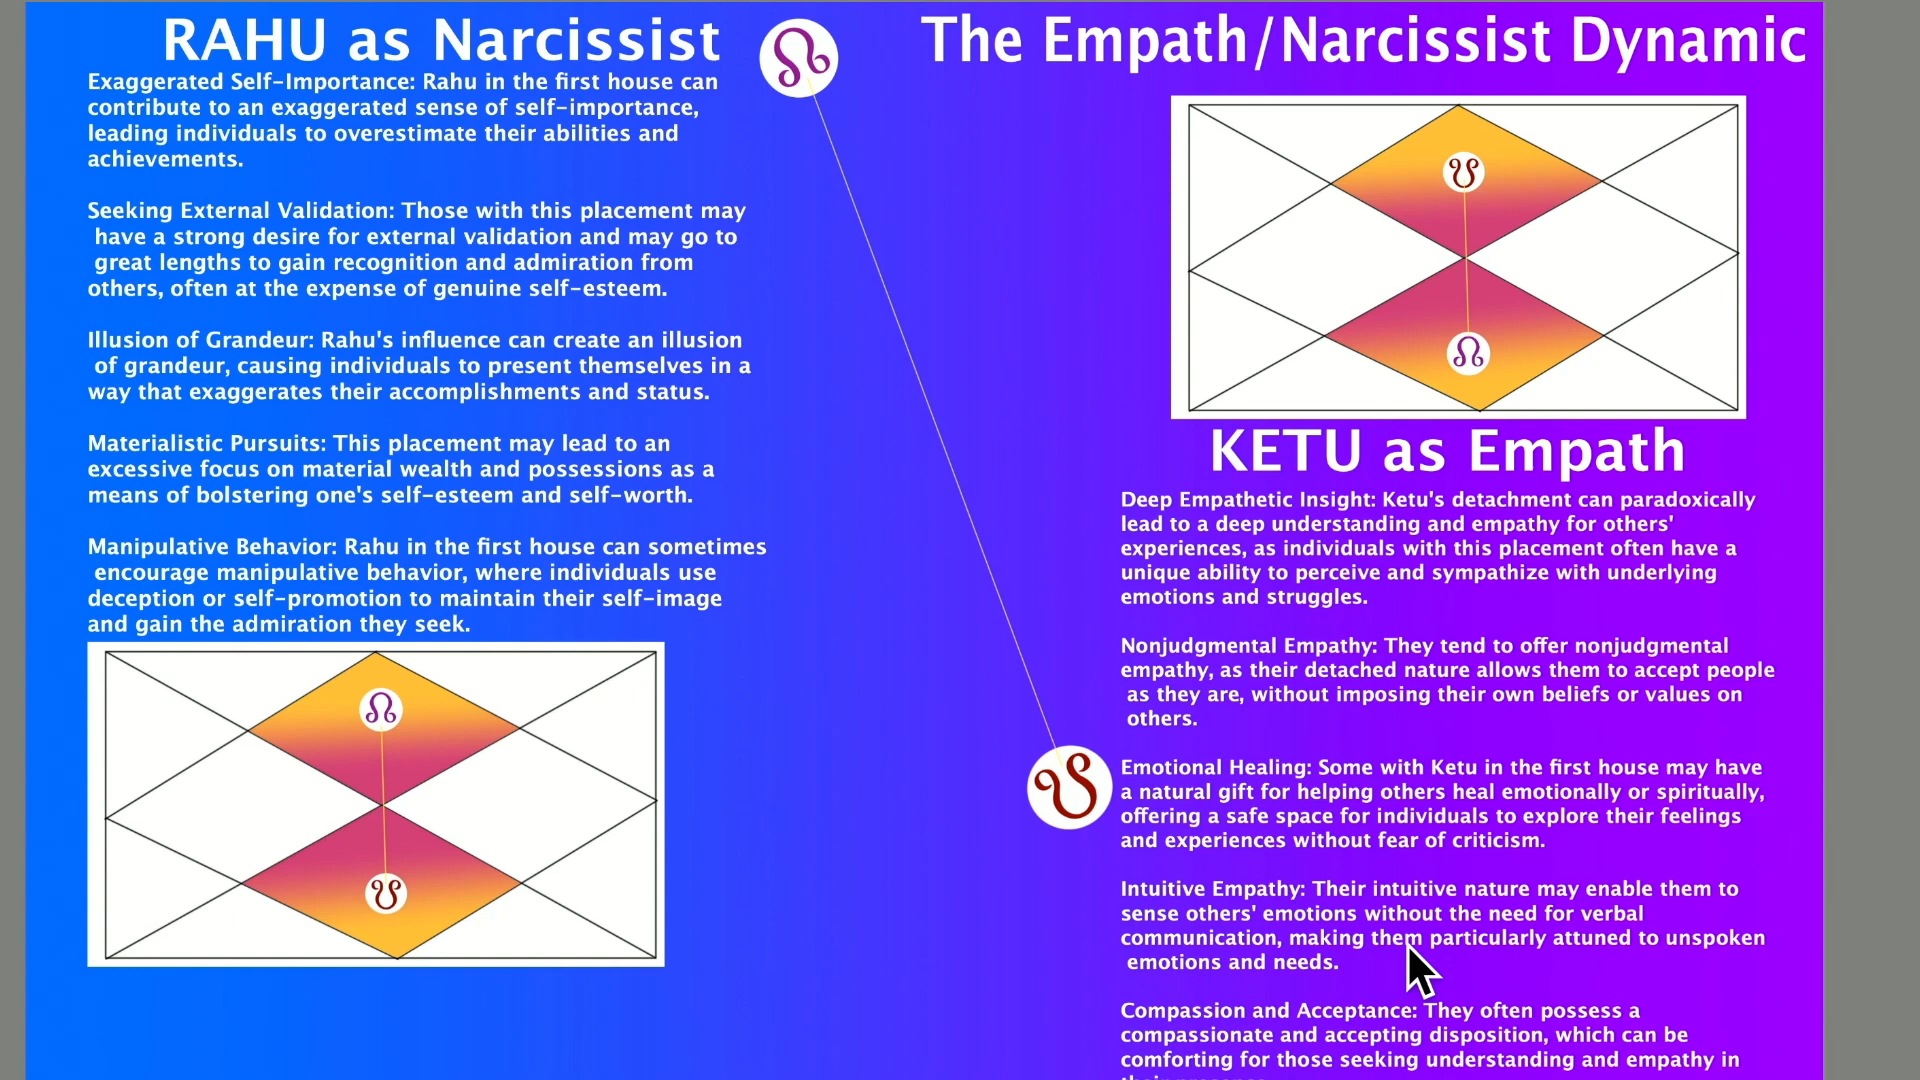 RAHU as Narcissist
Exaggerated Self-Importance: Rahu in the first house can
contribute to an exaggerated sense of self-importance,
leading individuals to overestimate their abilities and
achievements.
Seeking External Validation: Those with this placement may
have a strong desire for external validation and may go to
great lengths to gain recognition and admiration from
others, often at the expense of genuine self-esteem.
Illusion of Grandeur: Rahu's influence can create an illusion
of grandeur, causing individuals to present themselves in a
way that exaggerates their accomplishments and status.
Materialistic Pursuits: This placement may lead to an
excessive focus on material wealth and possessions as a
means of bolstering one's self-esteem and self-worth.
Manipulative Behavior: Rahu in the first house can sometimes
encourage manipulative behavior, where individuals use
deception or self-promotion to maintain their self-image
and gain the admiration they seek.
The Empath/Narcissist Dynamic
KETU as Empath
Deep Empathetic Insight: Ketu's detachment can paradoxically
lead to a deep understanding and empathy for others'
experiences, as individuals with this placement often have a
unique ability to perceive and sympathize with underlying
emotions and struggles.
Nonjudgmental Empathy: They tend to offer nonjudgmental
empathy, as their detached nature allows them to accept people
as they are, without imposing their own beliefs or values on
others.
Emotional Healing: Some with Ketu in the first house may have
a natural gift for helping others heal emotionally or spiritually,
offering a safe space for individuals to explore their feelings
and experiences without fear of criticism.
Intuitive Empathy: Their intuitive nature may enable them to
sense others' emotions without the need for verbal
communication, making them particularly attuned to unspoken
emotions and needs.
Compassion and Acceptance: They often possess a
compassionate and accepting disposition, which can be
comforting for those seeking understanding and empathy in